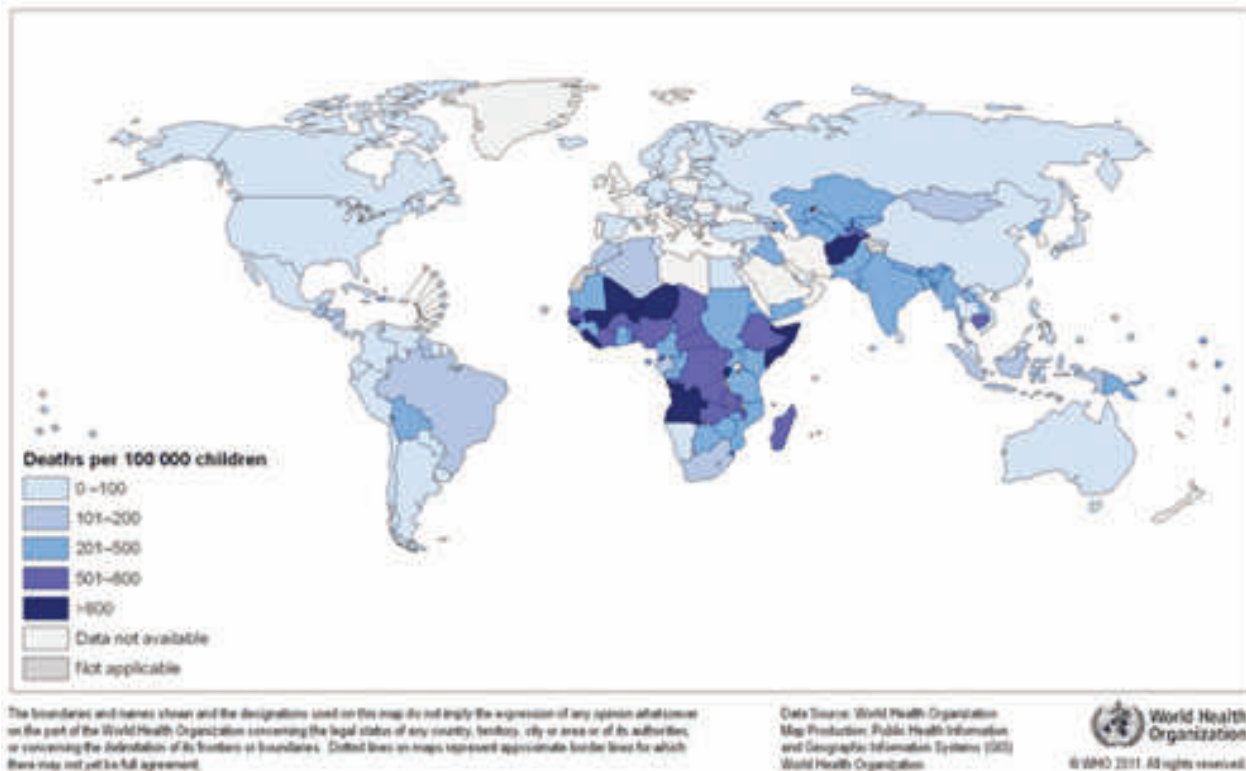 Deaths per 100 000 children
0–100
101–200
201–500
501–800
>800
Data not available
Not applicable
The boundaries and names shown and the designations used on this map do not imply the expression of any opinion whatsoever
on the part of the World Health Organization concerning the legal status of any country, territory, city or area or of its authorities,
or concerning the delimitation of its frontiers or boundaries. Dotted lines on maps represent approximate border lines for which
there may not yet be full agreement.
Data Source: World Health Organization
Map Production: Public Health Information
and Geographic Information Systems (GIS)
World Health Organization
World Health
Organization
© WHO 2011. All rights reserved.